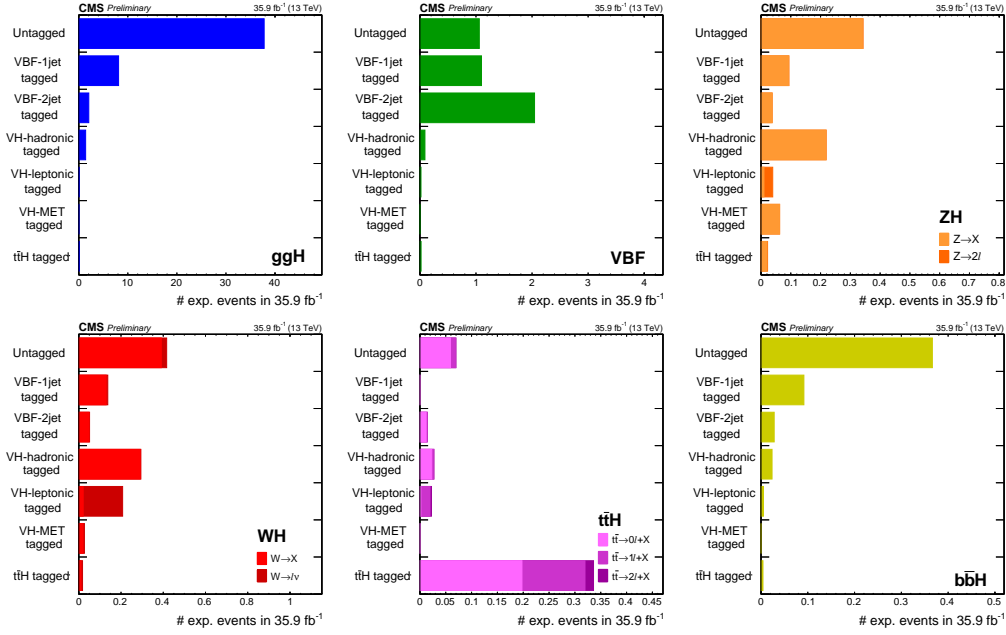 CMS Preliminary 35.9 fb⁻¹ (13 TeV)
Untagged
VBF-1jet
tagged
VBF-2jet
tagged
VH-hadronic
tagged
VH-leptonic
tagged
VH-MET
tagged
tt̄H tagged
ggH
0 10 20 30 40
# exp. events in 35.9 fb⁻¹
CMS Preliminary 35.9 fb⁻¹ (13 TeV)
Untagged
VBF-1jet
tagged
VBF-2jet
tagged
VH-hadronic
tagged
VH-leptonic
tagged
VH-MET
tagged
tt̄H tagged
VBF
0 1 2 3 4
# exp. events in 35.9 fb⁻¹
CMS Preliminary 35.9 fb⁻¹ (13 TeV)
Untagged
VBF-1jet
tagged
VBF-2jet
tagged
VH-hadronic
tagged
VH-leptonic
tagged
VH-MET
tagged
tt̄H tagged
ZH
Z→X
Z→2l
0 0.1 0.2 0.3 0.4 0.5 0.6 0.7 0.8
# exp. events in 35.9 fb⁻¹
CMS Preliminary 35.9 fb⁻¹ (13 TeV)
Untagged
VBF-1jet
tagged
VBF-2jet
tagged
VH-hadronic
tagged
VH-leptonic
tagged
VH-MET
tagged
tt̄H tagged
WH
W→X
W→lν
0 0.2 0.4 0.6 0.8 1
# exp. events in 35.9 fb⁻¹
CMS Preliminary 35.9 fb⁻¹ (13 TeV)
Untagged
VBF-1jet
tagged
VBF-2jet
tagged
VH-hadronic
tagged
VH-leptonic
tagged
VH-MET
tagged
tt̄H tagged
tt̄H
tt̄→0l+X
tt̄→1l+X
tt̄→2l+X
0 0.05 0.1 0.15 0.2 0.25 0.3 0.35 0.4 0.45
# exp. events in 35.9 fb⁻¹
CMS Preliminary 35.9 fb⁻¹ (13 TeV)
Untagged
VBF-1jet
tagged
VBF-2jet
tagged
VH-hadronic
tagged
VH-leptonic
tagged
VH-MET
tagged
tt̄H tagged
bb̄H
0 0.1 0.2 0.3 0.4 0.5
# exp. events in 35.9 fb⁻¹